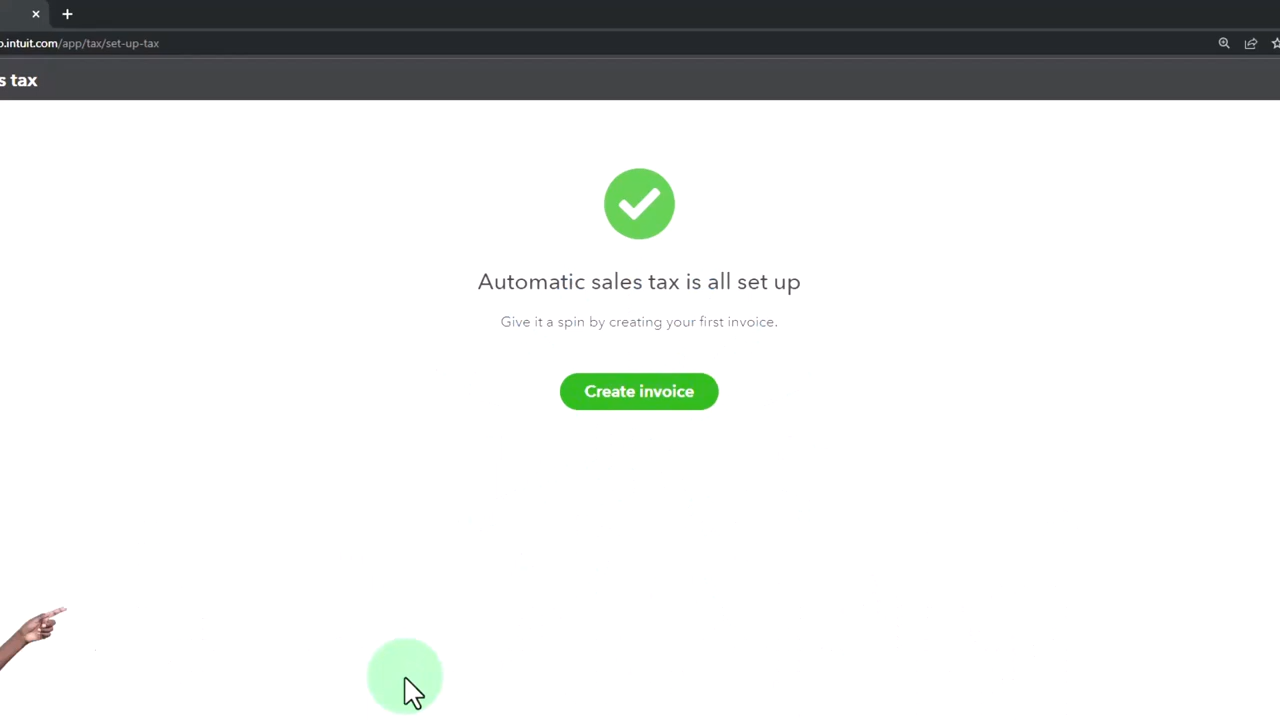 o.intuit.com/app/tax/set-up-tax
s tax
Automatic sales tax is all set up
Give it a spin by creating your first invoice.
Create invoice